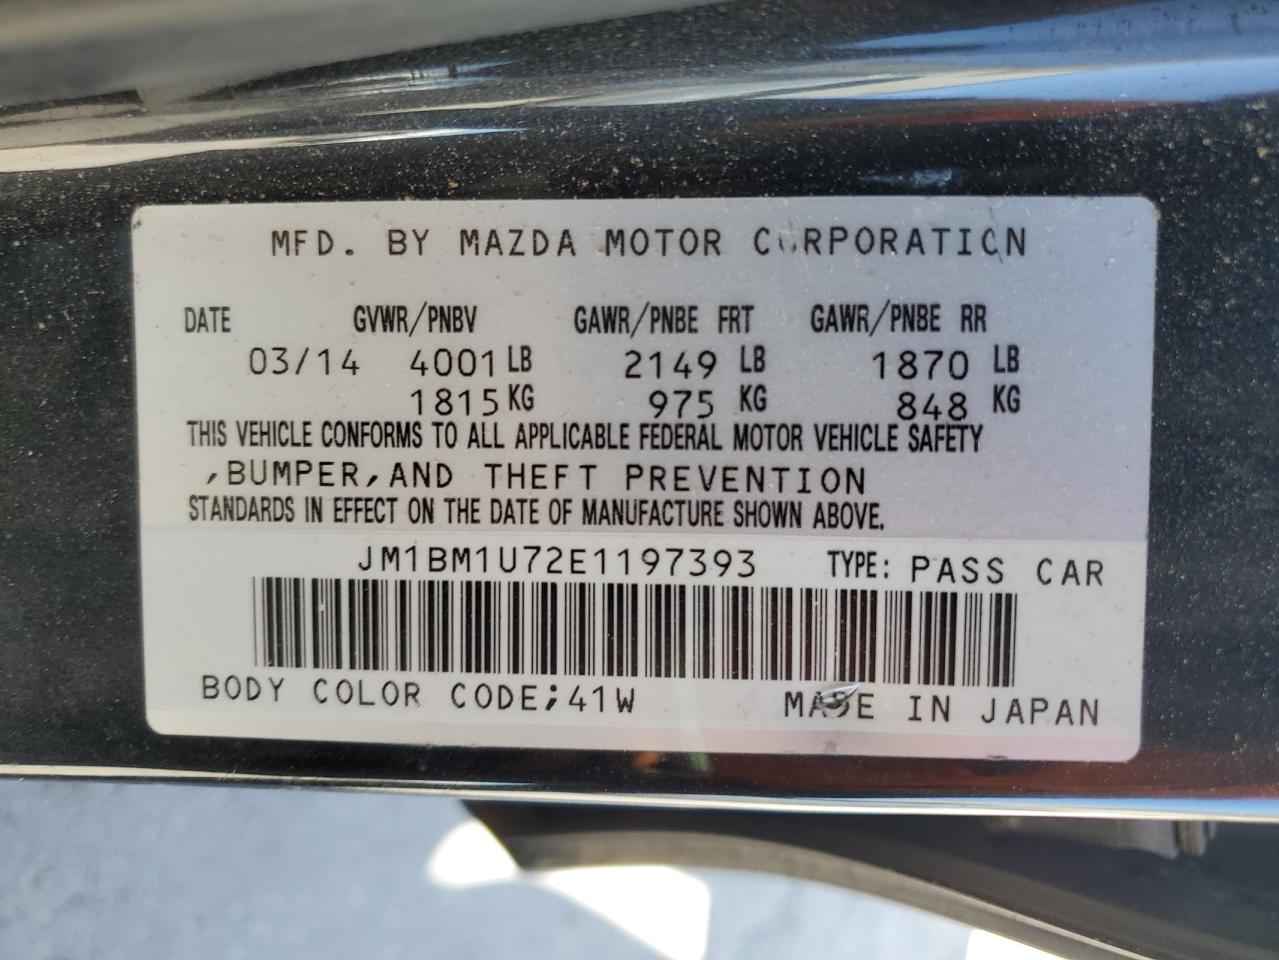 MFD. BY MAZDA MOTOR CORPORATION
DATE GVWR/PNBV GAWR/PNBE FRT GAWR/PNBE RR
03/14 4001 LB 2149 LB 1870 LB
1815 KG 975 KG 848 KG
THIS VEHICLE CONFORMS TO ALL APPLICABLE FEDERAL MOTOR VEHICLE SAFETY
,BUMPER,AND THEFT PREVENTION
STANDARDS IN EFFECT ON THE DATE OF MANUFACTURE SHOWN ABOVE.
JM1BM1U72E1197393 TYPE: PASS CAR
BODY COLOR CODE;41W MADE IN JAPAN